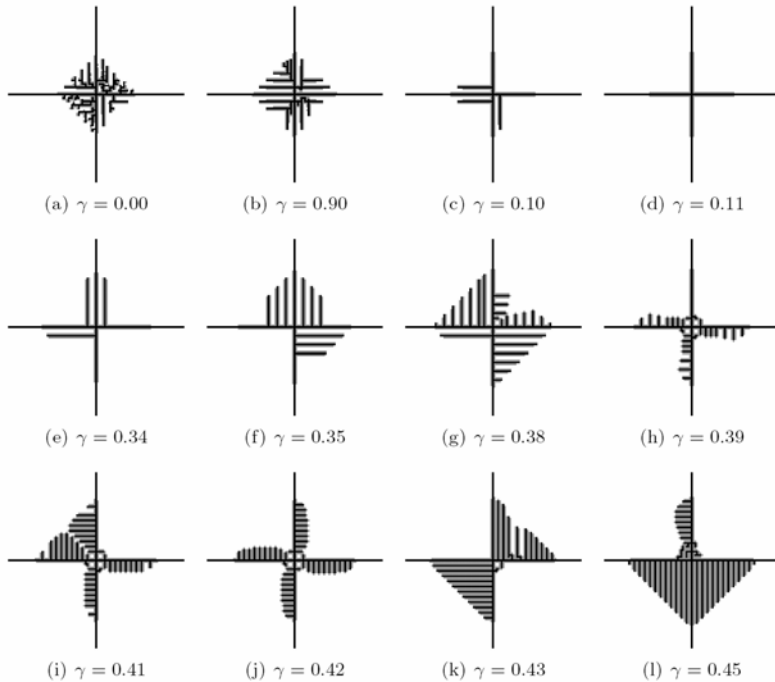 (a) γ = 0.00 (b) γ = 0.90 (c) γ = 0.10 (d) γ = 0.11
(e) γ = 0.34 (f) γ = 0.35 (g) γ = 0.38 (h) γ = 0.39
(i) γ = 0.41 (j) γ = 0.42 (k) γ = 0.43 (l) γ = 0.45